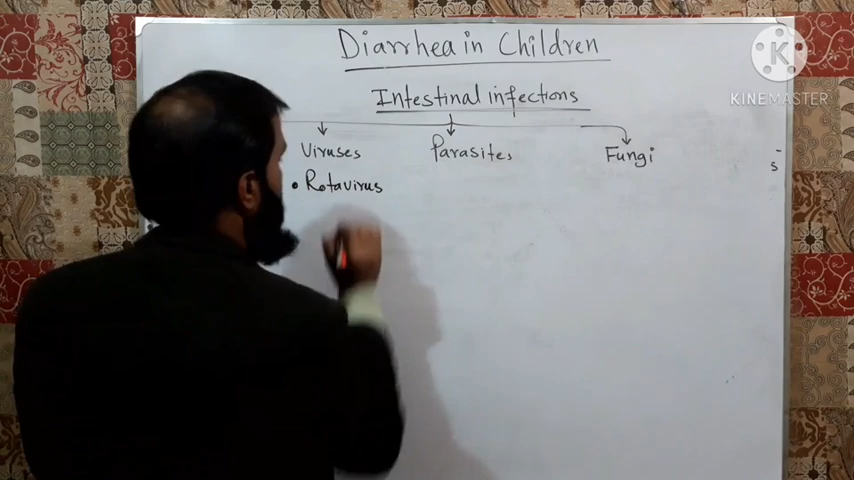 Diarrhea in Children
K
KINEMASTER
Intestinal infections
Viruses Parasites Fungi
• Rotavirus